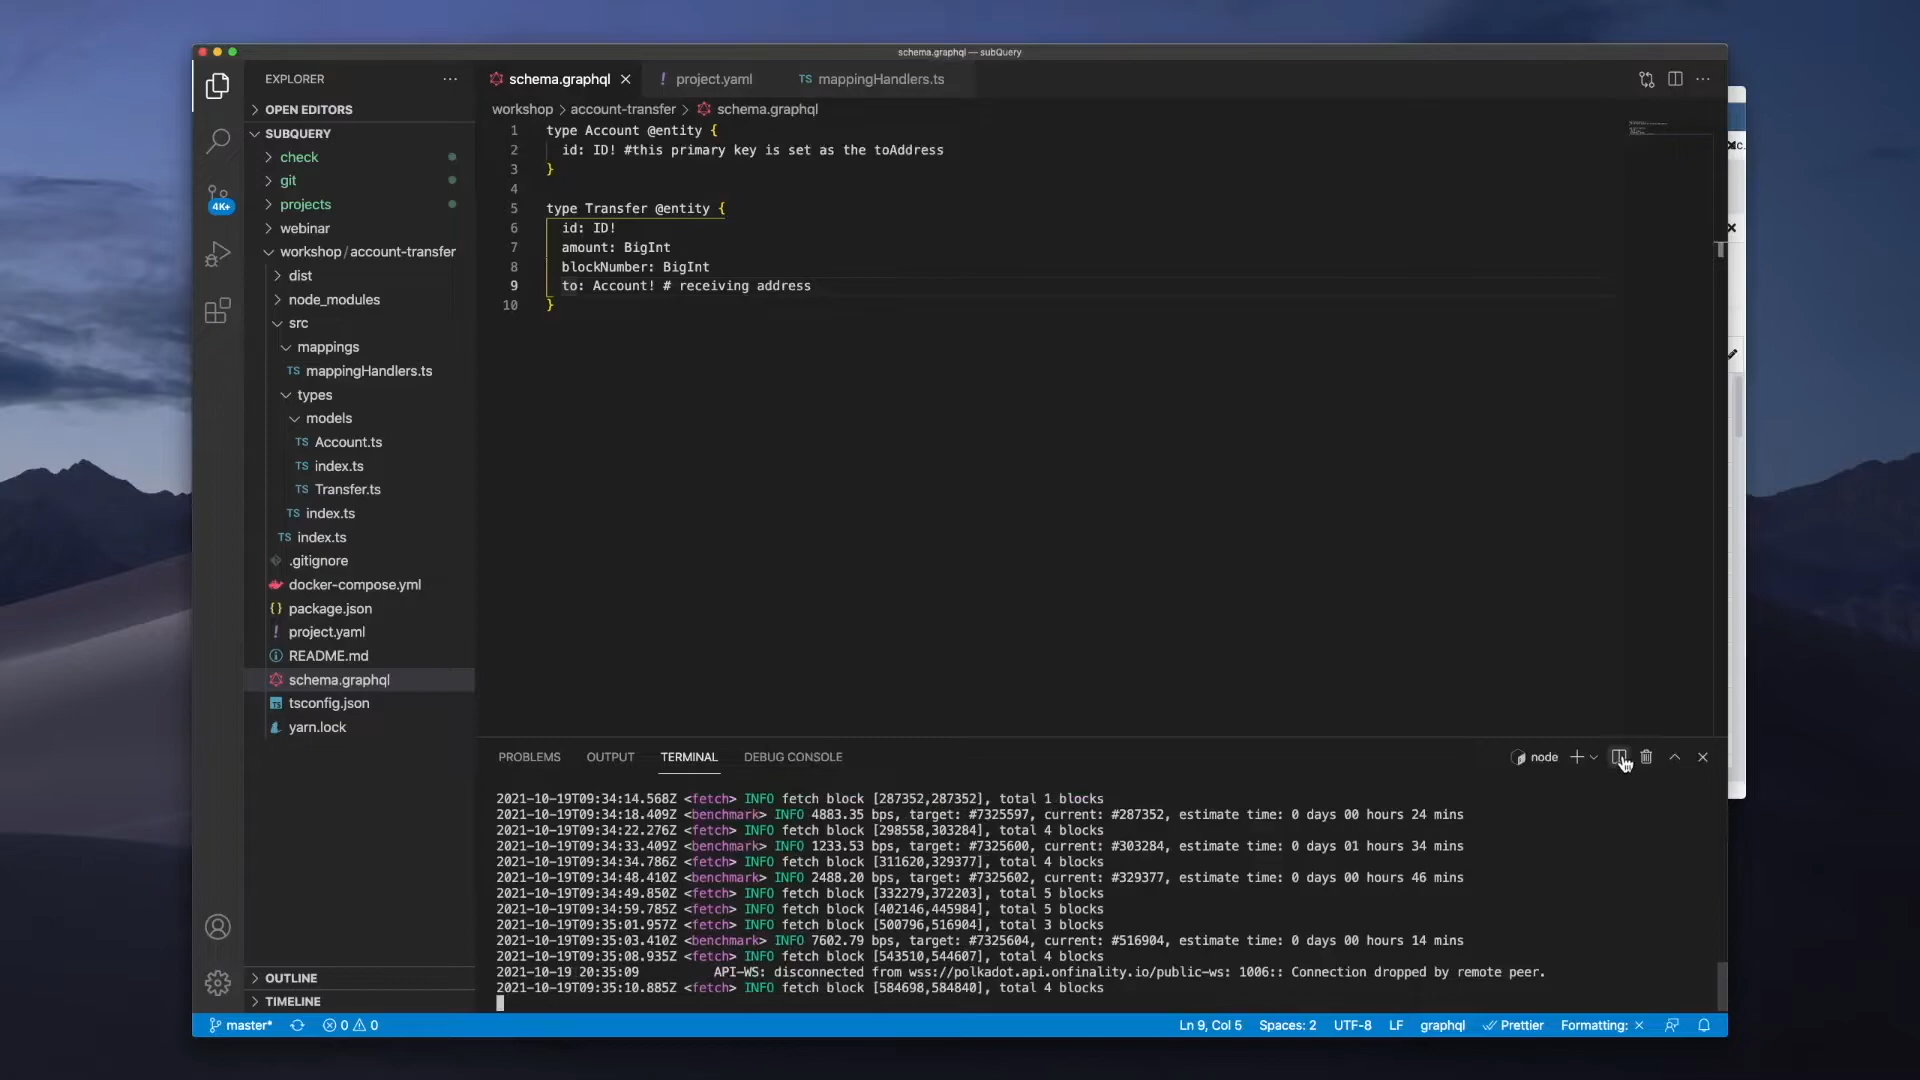 schema.graphql — subQuery
EXPLORER
OPEN EDITORS
SUBQUERY
check
git
projects
webinar
workshop / account-transfer
dist
node_modules
src
mappings
TS mappingHandlers.ts
types
models
TS Account.ts
TS index.ts
TS Transfer.ts
TS index.ts
TS index.ts
.gitignore
docker-compose.yml
{} package.json
! project.yaml
README.md
schema.graphql
tsconfig.json
yarn.lock
OUTLINE
TIMELINE
4K+
schema.graphql
! project.yaml
TS mappingHandlers.ts
workshop > account-transfer > schema.graphql
1 type Account @entity {
2 id: ID! #this primary key is set as the toAddress
3 }
4
5 type Transfer @entity {
6 id: ID!
7 amount: BigInt
8 blockNumber: BigInt
9 to: Account! # receiving address
10 }
PROBLEMS OUTPUT TERMINAL DEBUG CONSOLE
node
2021-10-19T09:34:14.568Z <fetch> INFO fetch block [287352,287352], total 1 blocks
2021-10-19T09:34:18.409Z <benchmark> INFO 4883.35 bps, target: #7325597, current: #287352, estimate time: 0 days 00 hours 24 mins
2021-10-19T09:34:22.276Z <fetch> INFO fetch block [298558,303284], total 4 blocks
2021-10-19T09:34:33.409Z <benchmark> INFO 1233.53 bps, target: #7325600, current: #303284, estimate time: 0 days 01 hours 34 mins
2021-10-19T09:34:34.786Z <fetch> INFO fetch block [311620,329377], total 4 blocks
2021-10-19T09:34:48.410Z <benchmark> INFO 2488.20 bps, target: #7325602, current: #329377, estimate time: 0 days 00 hours 46 mins
2021-10-19T09:34:49.850Z <fetch> INFO fetch block [332279,372203], total 5 blocks
2021-10-19T09:34:59.785Z <fetch> INFO fetch block [402146,445984], total 5 blocks
2021-10-19T09:35:01.957Z <fetch> INFO fetch block [500796,516904], total 3 blocks
2021-10-19T09:35:03.410Z <benchmark> INFO 7602.79 bps, target: #7325604, current: #516904, estimate time: 0 days 00 hours 14 mins
2021-10-19T09:35:08.935Z <fetch> INFO fetch block [543510,544607], total 4 blocks
2021-10-19 20:35:09 API-WS: disconnected from wss://polkadot.api.onfinality.io/public-ws: 1006:: Connection dropped by remote peer.
2021-10-19T09:35:10.885Z <fetch> INFO fetch block [584698,584840], total 4 blocks
master* 0 0 Ln 9, Col 5 Spaces: 2 UTF-8 LF graphql Prettier Formatting: ×